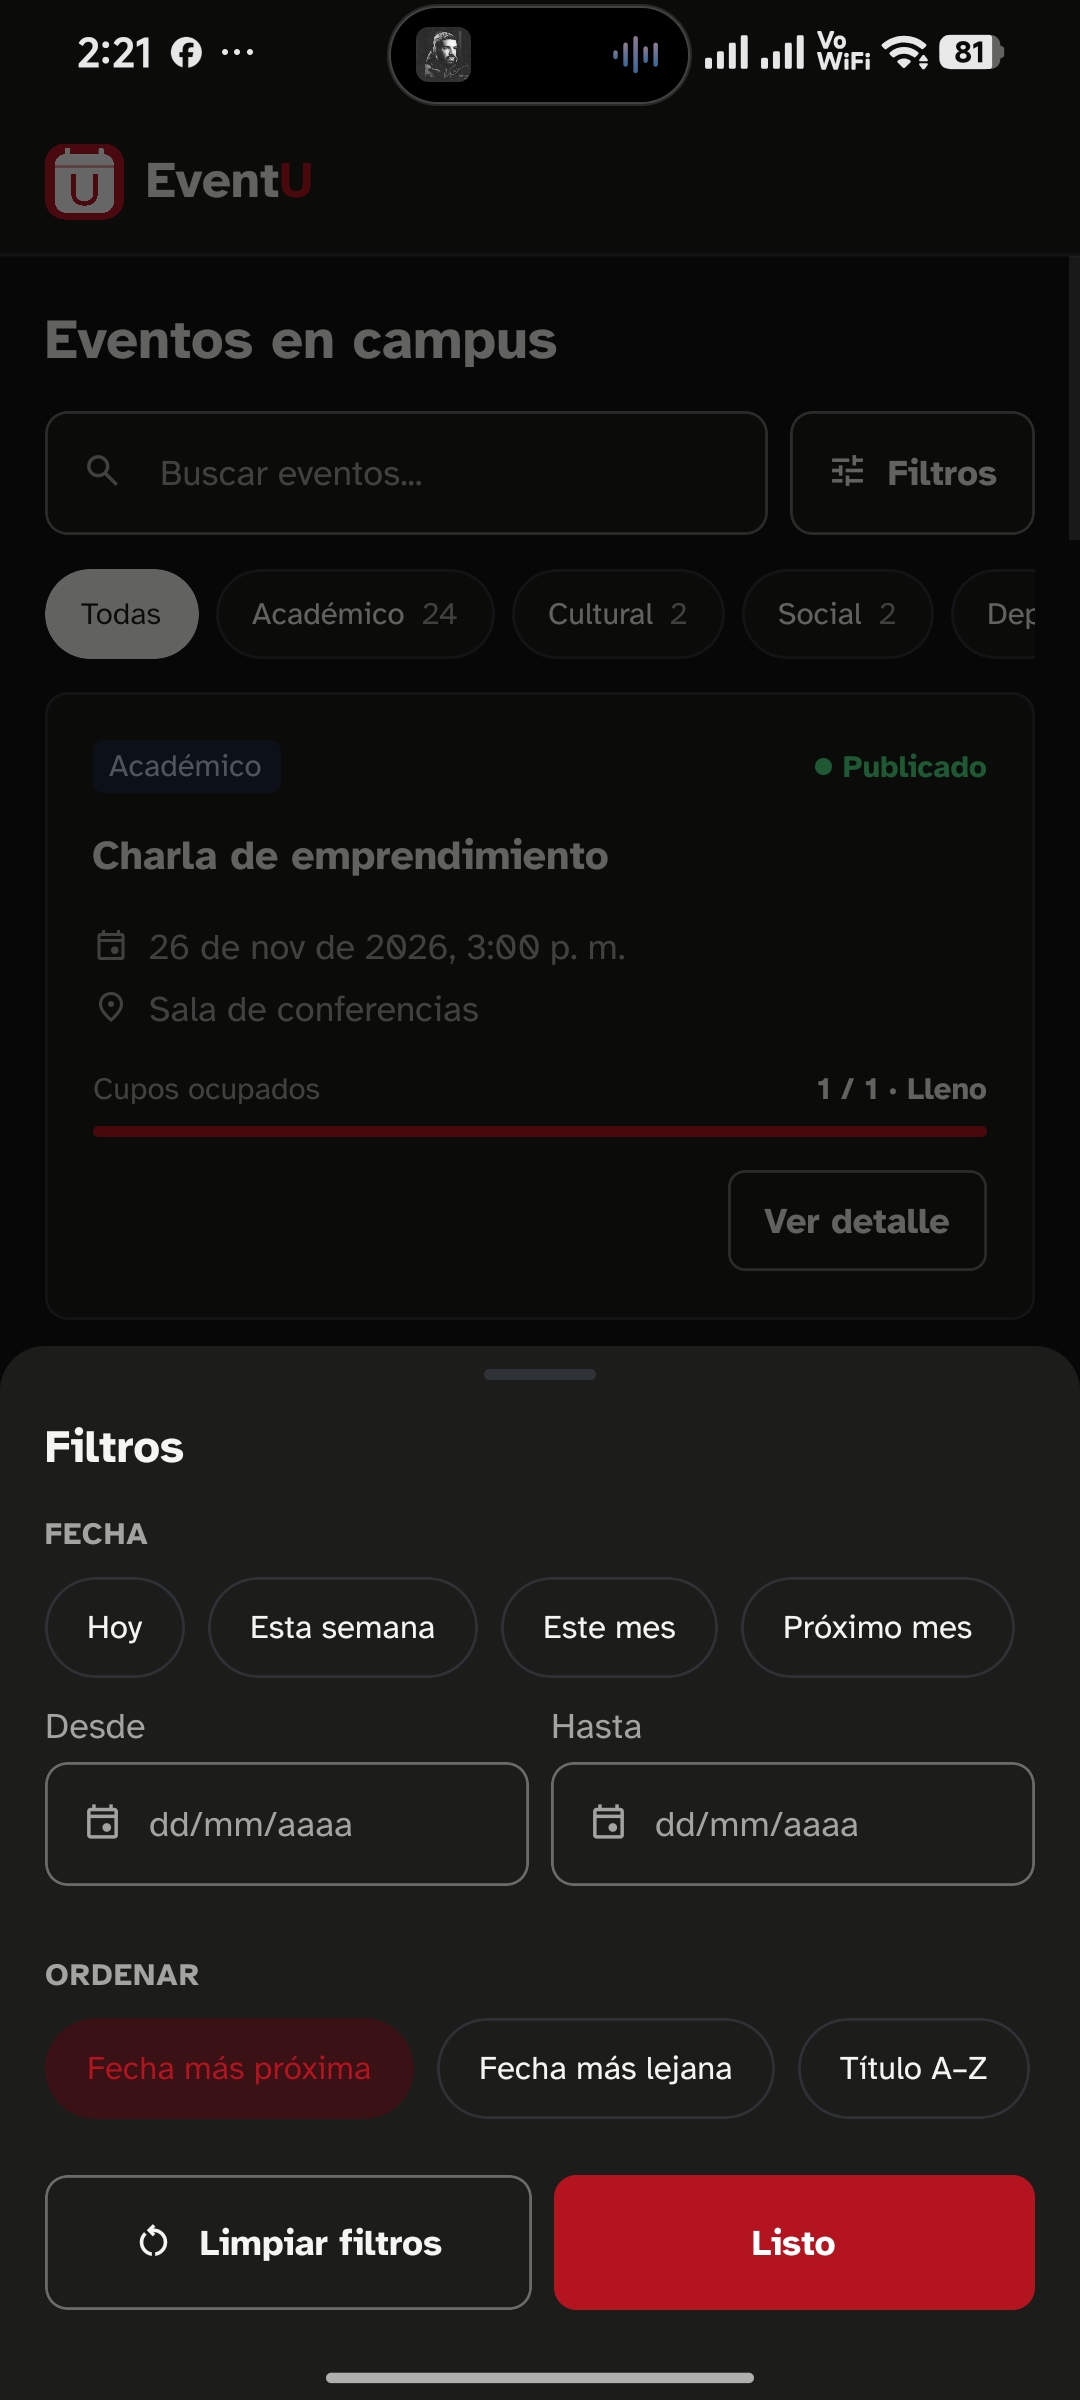 2:21 ... Vo WiFi 81
EventU
Eventos en campus
Buscar eventos... Filtros
Todas Académico 24 Cultural 2 Social 2 Dep
Académico Publicado
Charla de emprendimiento
26 de nov de 2026, 3:00 p. m.
Sala de conferencias
Cupos ocupados 1 / 1 · Lleno
Ver detalle
Filtros
FECHA
Hoy Esta semana Este mes Próximo mes
Desde Hasta
dd/mm/aaaa dd/mm/aaaa
ORDENAR
Fecha más próxima Fecha más lejana Título A–Z
Limpiar filtros Listo